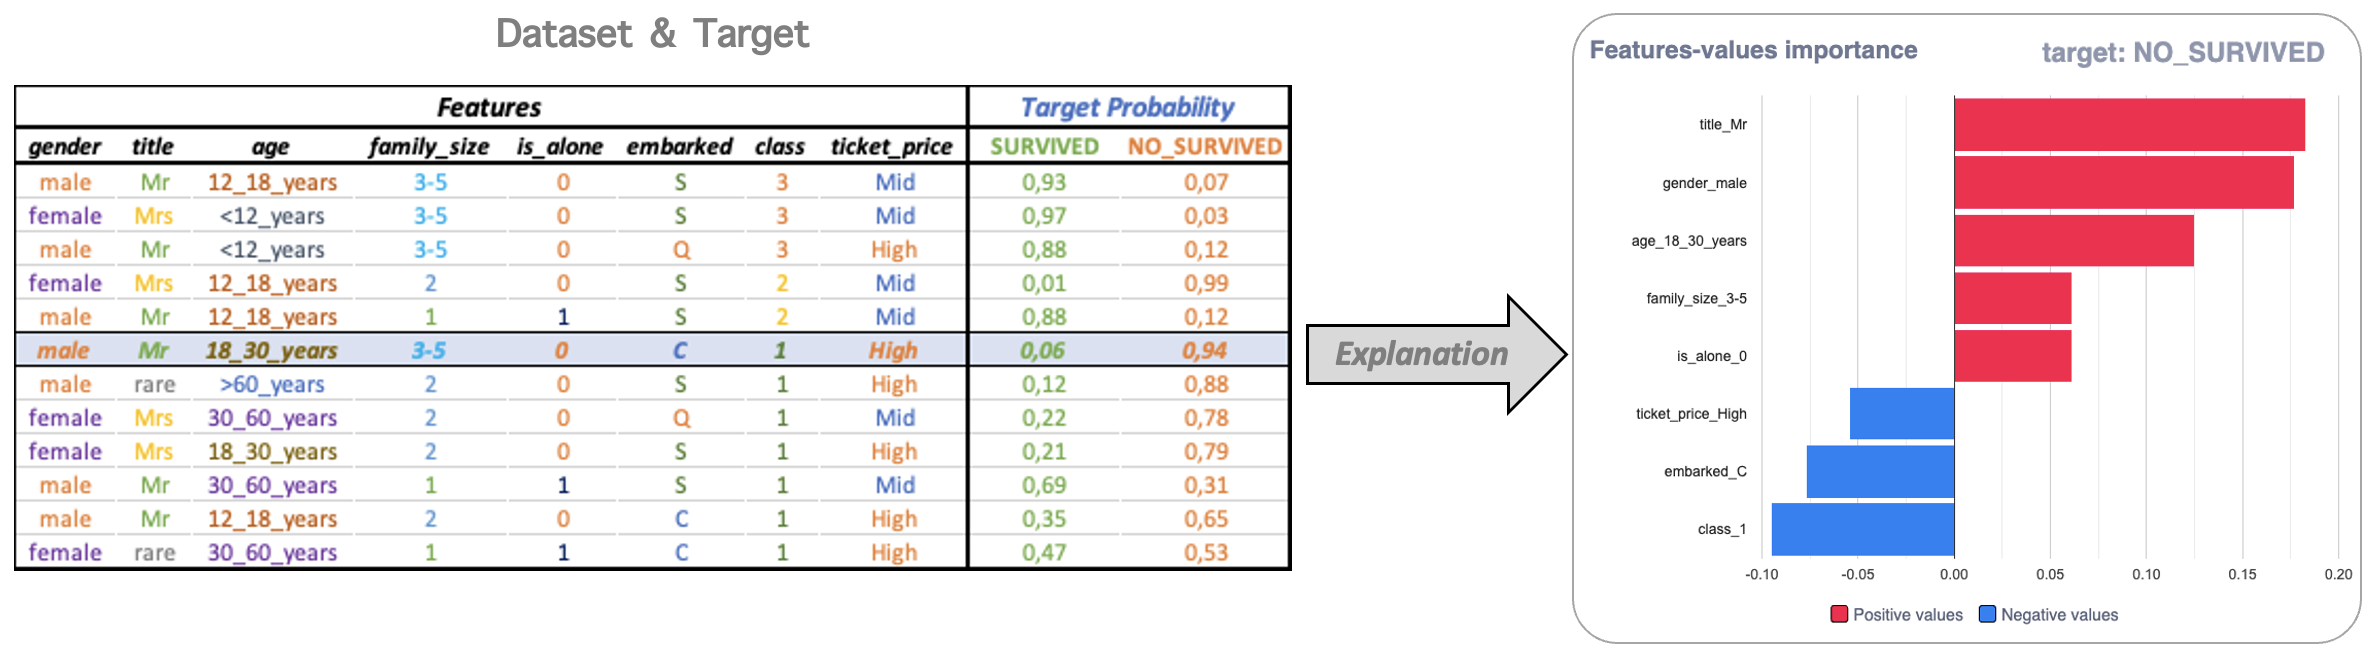 Dataset & Target
Features Target Probability
gender title age family_size is_alone embarked class ticket_price SURVIVED NO_SURVIVED
male Mr 12_18_years 3-5 0 S 3 Mid 0,93 0,07
female Mrs <12_years 3-5 0 S 3 Mid 0,97 0,03
male Mr <12_years 3-5 0 Q 3 High 0,88 0,12
female Mrs 12_18_years 2 0 S 2 Mid 0,01 0,99
male Mr 12_18_years 1 1 S 2 Mid 0,88 0,12
male Mr 18_30_years 3-5 0 C 1 High 0,06 0,94
male rare >60_years 2 0 S 1 High 0,12 0,88
female Mrs 30_60_years 2 0 Q 1 Mid 0,22 0,78
female Mrs 18_30_years 2 0 S 1 High 0,21 0,79
male Mr 30_60_years 1 1 S 1 Mid 0,69 0,31
male Mr 12_18_years 2 0 C 1 High 0,35 0,65
female rare 30_60_years 1 1 C 1 High 0,47 0,53
Explanation
Features-values importance target: NO_SURVIVED
title_Mr
gender_male
age_18_30_years
family_size_3-5
is_alone_0
ticket_price_High
embarked_C
class_1
-0.10 -0.05 0.00 0.05 0.10 0.15 0.20
Positive values Negative values